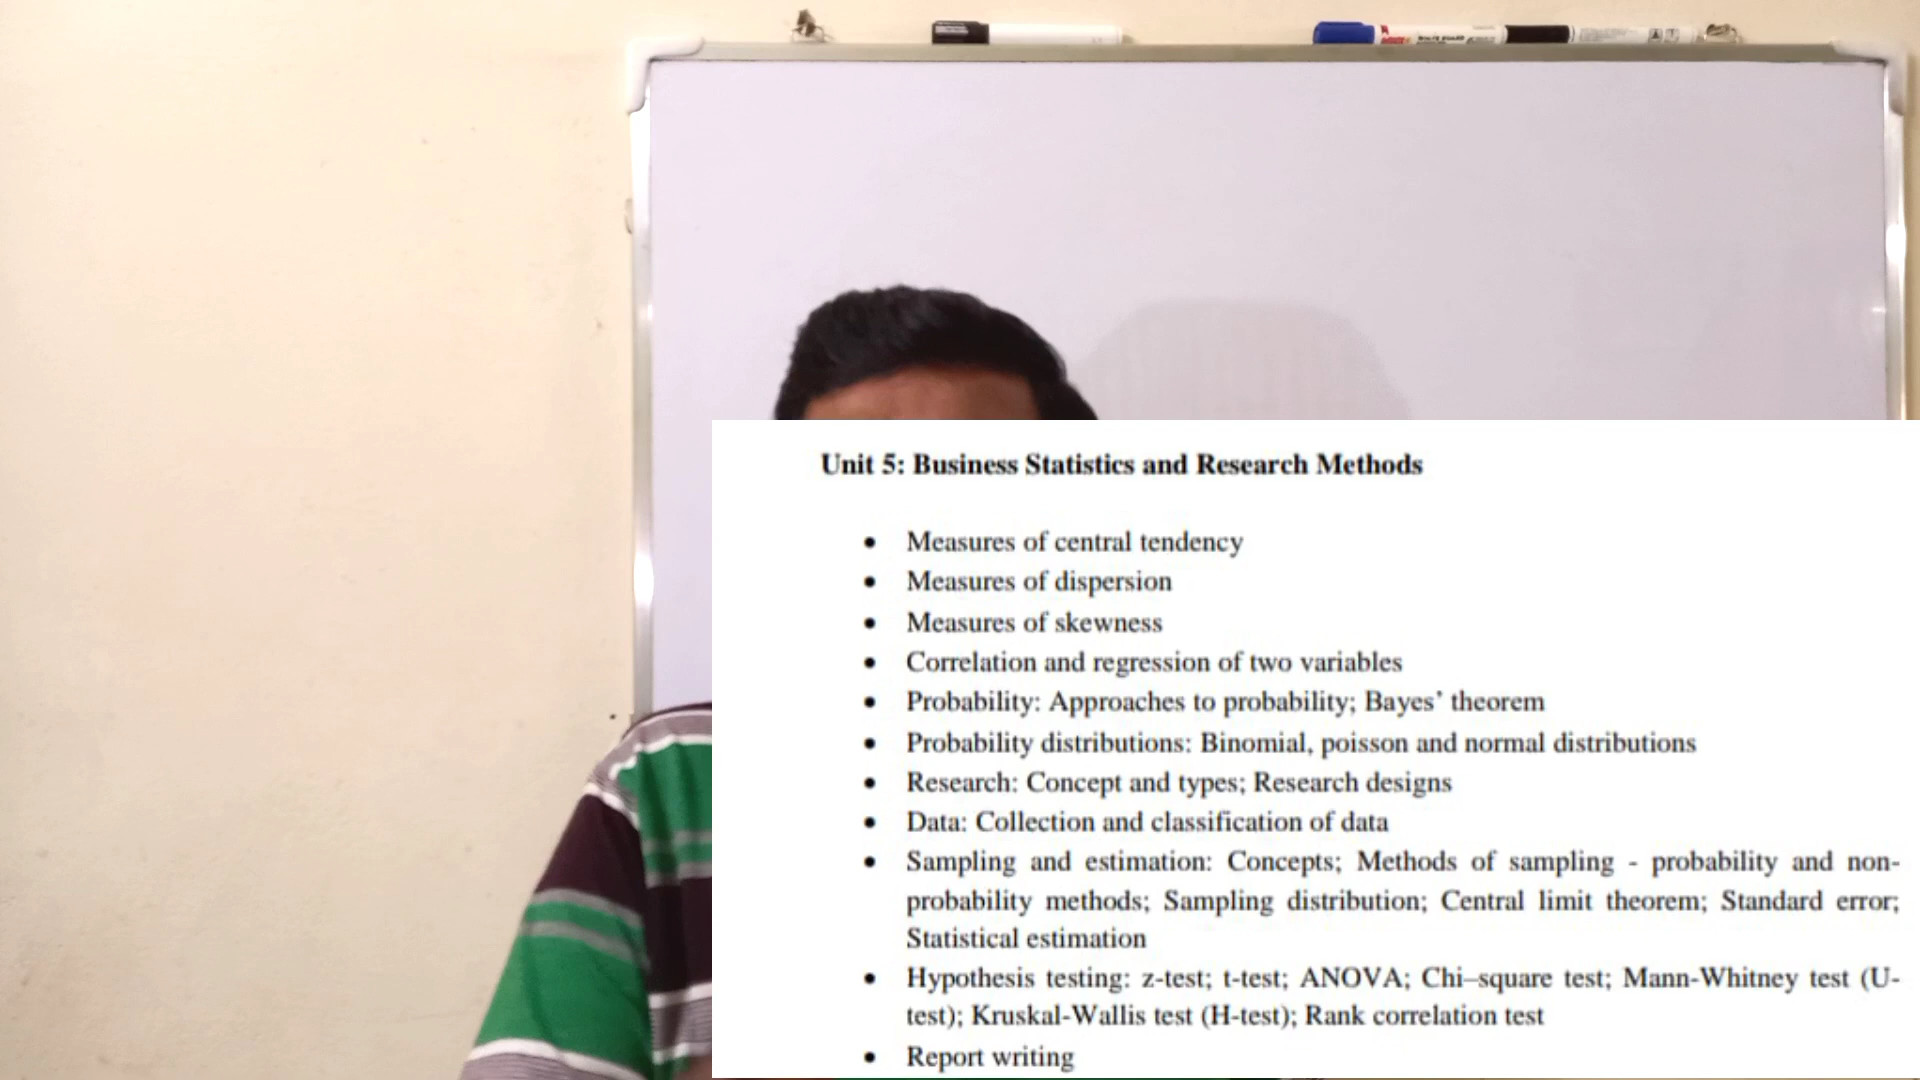 Unit 5: Business Statistics and Research Methods
• Measures of central tendency
• Measures of dispersion
• Measures of skewness
• Correlation and regression of two variables
• Probability: Approaches to probability; Bayes’ theorem
• Probability distributions: Binomial, poisson and normal distributions
• Research: Concept and types; Research designs
• Data: Collection and classification of data
• Sampling and estimation: Concepts; Methods of sampling - probability and non-
probability methods; Sampling distribution; Central limit theorem; Standard error;
Statistical estimation
• Hypothesis testing: z-test; t-test; ANOVA; Chi–square test; Mann-Whitney test (U-
test); Kruskal-Wallis test (H-test); Rank correlation test
• Report writing